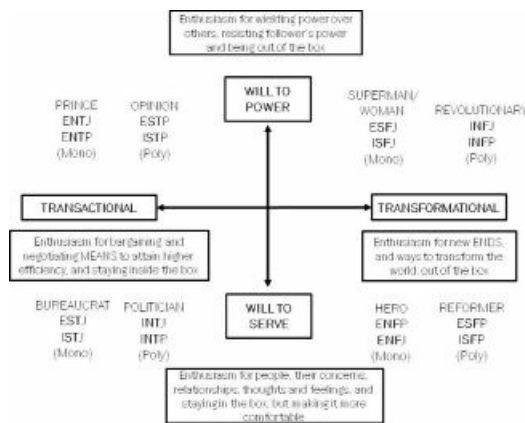 Enthusiasm for wielding power over
others, resisting follower's power
and being out of the box
WILL TO
POWER
PRINCE
ENTJ
ENTP
(Mono)
OPINION
ESTP
ISTP
(Poly)
SUPERMAN/
WOMAN
ESFJ
ISFJ
(Mono)
REVOLUTIONARY
INFJ
INFP
(Poly)
TRANSACTIONAL
TRANSFORMATIONAL
Enthusiasm for bargaining and
negotiating MEANS to attain higher
efficiency, and staying inside the box
Enthusiasm for new ENDS,
and ways to transform the
world, out of the box
BUREAUCRAT
ESTJ
ISTJ
(Mono)
POLITICIAN
INTJ
INTP
(Poly)
WILL TO
SERVE
HERO
ENFP
ENFJ
(Mono)
REFORMER
ESFP
ISFP
(Poly)
Enthusiasm for people, their concerns,
relationships, thoughts and feelings, and
staying in the box, but making it more
comfortable